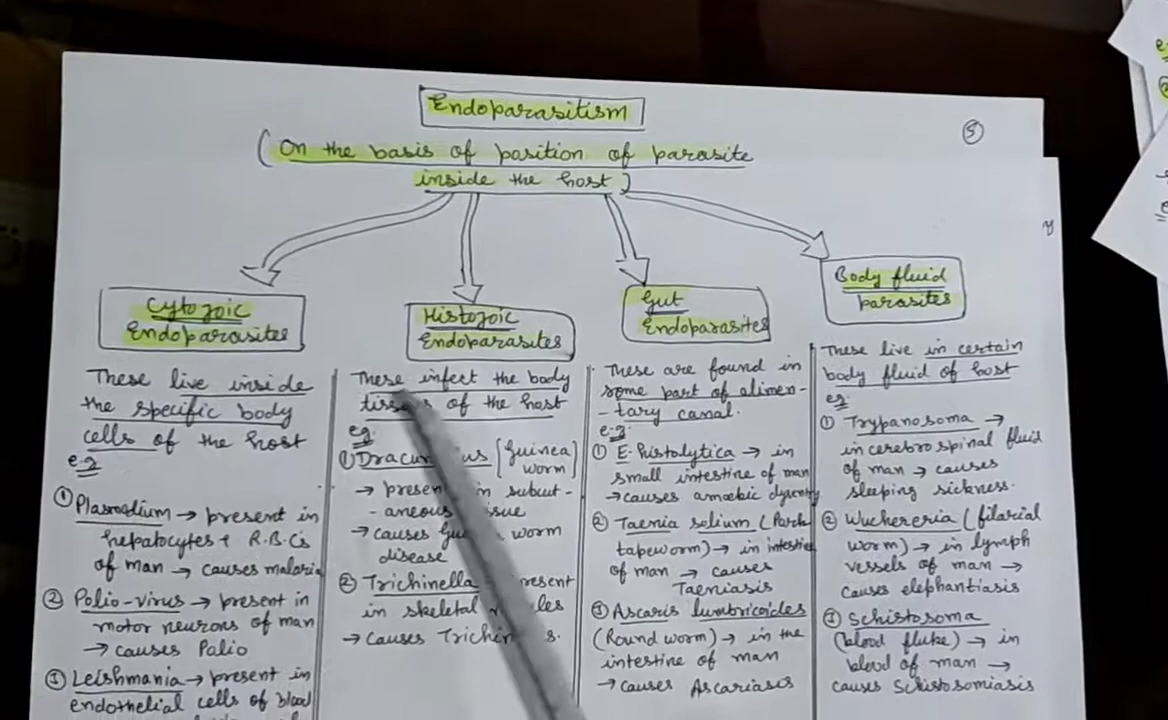 Endoparasitism
5
(On the basis of position of parasite
inside the host)
Cytozoic
Endoparasites
These live inside
the specific body
cells of the host
e.g
① Plasmodium → present in
hepatocytes + R.B.Cs
of man → causes malaria
② Polio-virus → present in
motor neurons of man
→ causes Polio
③ Leishmania → present in
endothelial cells of blood
Histozoic
Endoparasites
These infect the body
of the host
eg.
① (Guinea
worm
→ in subcut-
-aneous
→ causes worm
disease
② Trichinella
in skeletal
→ causes
Gut
Endoparasites
These are found in
some part of alimen-
-tary canal.
e.g.
① E. histolytica → in
small intestine of man
→ causes amoebic dysentry
② Taenia solium (Pork
tapeworm) → in intestine
of man → causes
Taeniasis
③ Ascaris lumbricoides
(Round worm) → in the
intestine of man
→ causes Ascariasis
Body fluid
parasites
These live in certain
body fluid of host
eg
① Trypanosoma →
in cerebrospinal fluid
of man → causes
sleeping sickness.
② Wuchereria (filarial
worm) → in lymph
vessels of man →
causes elephantiasis
③ Schistosoma
(blood fluke) → in
blood of man →
causes Schistosomiasis